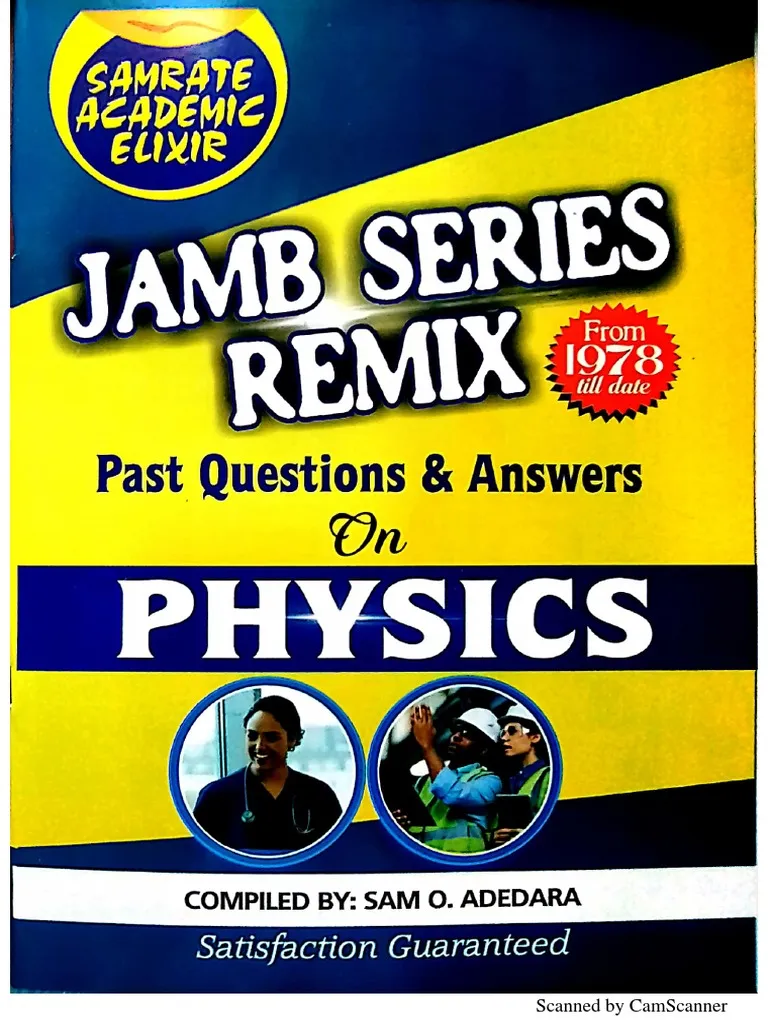 SAMRATE
ACADEMIC
ELIXIR
JAMB SERIES
REMIX
From
1978
till date
Past Questions & Answers
On
PHYSICS
COMPILED BY: SAM O. ADEDARA
Satisfaction Guaranteed
Scanned by CamScanner